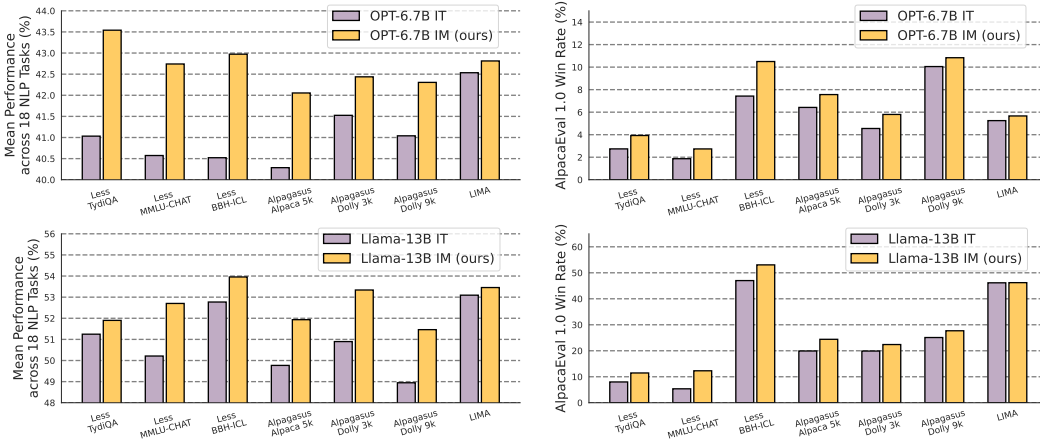 Mean Performance
across 18 NLP Tasks (%)
44.0
43.5
43.0
42.5
42.0
41.5
41.0
40.5
40.0
OPT-6.7B IT
OPT-6.7B IM (ours)
Less
TydiQA
Less
MMLU-CHAT
Less
BBH-ICL
Alpagasus
Alpaca 5k
Alpagasus
Dolly 3k
Alpagasus
Dolly 9k
LIMA
AlpacaEval 1.0 Win Rate (%)
14
12
10
8
6
4
2
0
OPT-6.7B IT
OPT-6.7B IM (ours)
Less
TydiQA
Less
MMLU-CHAT
Less
BBH-ICL
Alpagasus
Alpaca 5k
Alpagasus
Dolly 3k
Alpagasus
Dolly 9k
LIMA
Mean Performance
across 18 NLP Tasks (%)
56
55
54
53
52
51
50
49
48
Llama-13B IT
Llama-13B IM (ours)
Less
TydiQA
Less
MMLU-CHAT
Less
BBH-ICL
Alpagasus
Alpaca 5k
Alpagasus
Dolly 3k
Alpagasus
Dolly 9k
LIMA
AlpacaEval 1.0 Win Rate (%)
60
50
40
30
20
10
0
Llama-13B IT
Llama-13B IM (ours)
Less
TydiQA
Less
MMLU-CHAT
Less
BBH-ICL
Alpagasus
Alpaca 5k
Alpagasus
Dolly 3k
Alpagasus
Dolly 9k
LIMA